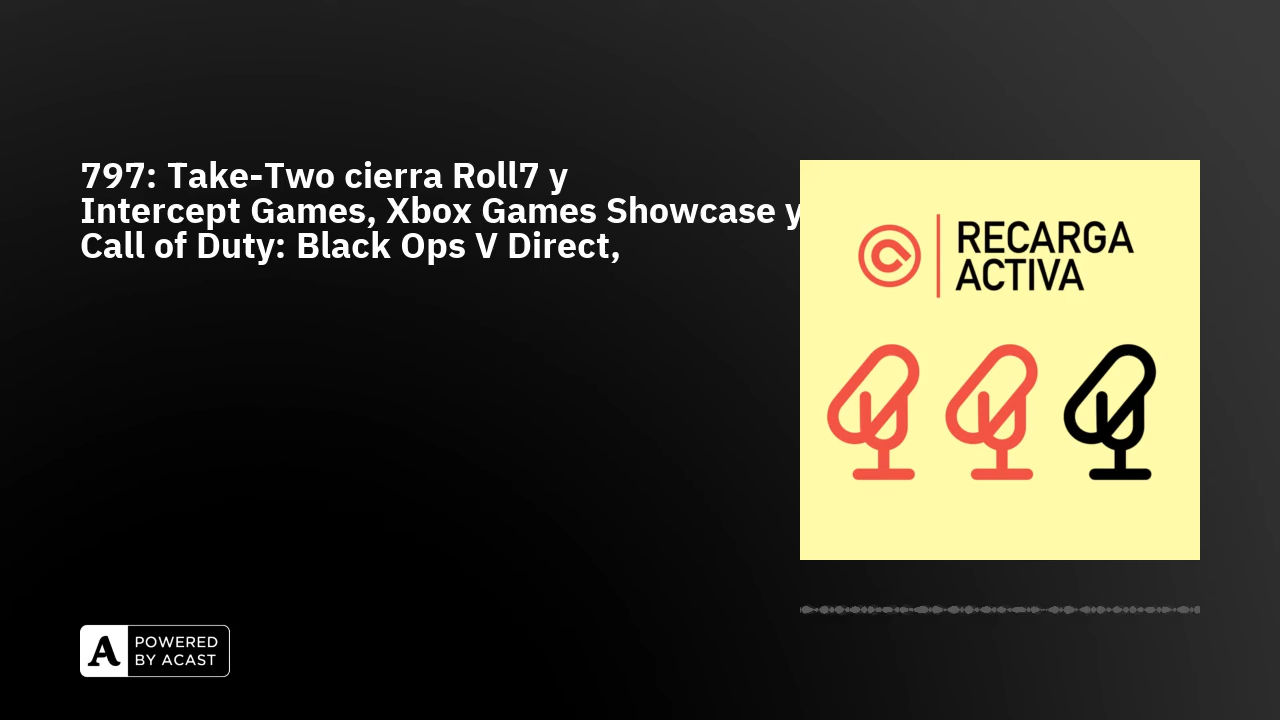 797: Take-Two cierra Roll7 y
Intercept Games, Xbox Games Showcase y
Call of Duty: Black Ops V Direct,
RECARGA
ACTIVA
A POWERED
BY ACAST